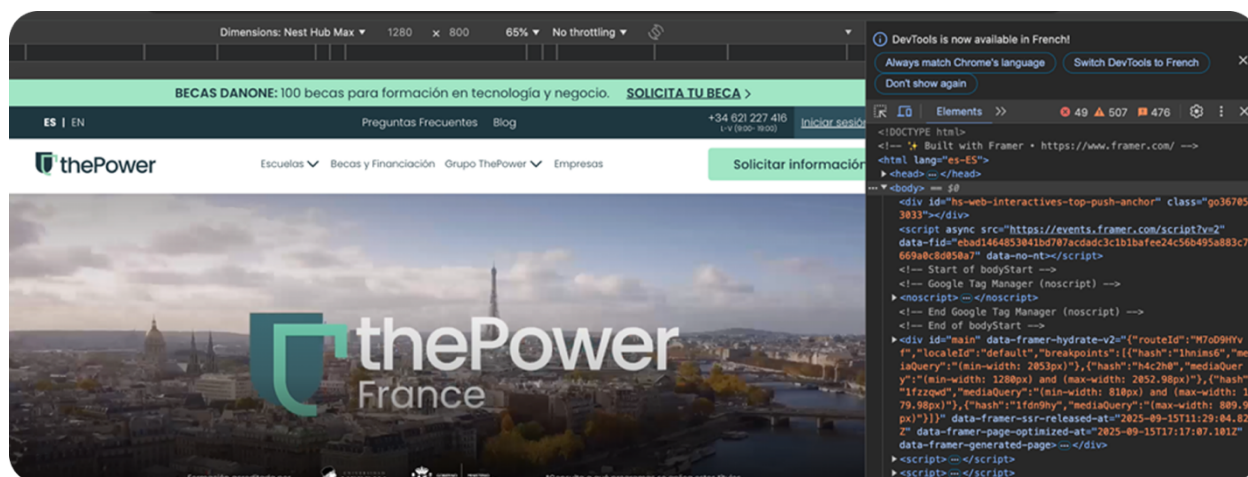 Dimensions: Nest Hub Max ▼ 1280 × 800 65% ▼ No throttling ▼
BECAS DANONE: 100 becas para formación en tecnología y negocio. SOLICITA TU BECA >
ES | EN
Preguntas Frecuentes Blog
+34 621 227 416
L-V (9:00- 19:00)
Iniciar sesión
thePower
Escuelas Becas y Financiación Grupo ThePower Empresas
Solicitar información
thePower
France
DevTools is now available in French!
Always match Chrome's language Switch DevTools to French
Don't show again
Elements 49 507 476
<!DOCTYPE html>
<!-- ✨ Built with Framer • https://www.framer.com/ -->
<html lang="es-ES">
<head> … </head>
<body> == $0
<div id="hs-web-interactives-top-push-anchor" class="go36705
3033"></div>
<script async src="https://events.framer.com/script?v=2"
data-fid="ebad1464853041bd707acdadc3c1b1bafee24c56b495a883c7
669a0c8d050a7" data-no-nt></script>
<!-- Start of bodyStart -->
<!-- Google Tag Manager (noscript) -->
<noscript> … </noscript>
<!-- End Google Tag Manager (noscript) -->
<!-- End of bodyStart -->
<div id="main" data-framer-hydrate-v2="{"routeId":"M7oD9HYv
f","localeId":"default","breakpoints":[{"hash":"1hnims6","me
iaQuery":"(min-width: 2053px)"},{"hash":"h4c2h0","mediaQuer
y":"(min-width: 1280px) and (max-width: 2052.98px)"},{"hash"
"1fzzqwd","mediaQuery":"(min-width: 810px) and (max-width: 1
79.98px)"},{"hash":"1fdn9hy","mediaQuery":"(max-width: 809.9
px)"}]}" data-framer-ssr-released-at="2025-09-15T11:29:04.82
Z" data-framer-page-optimized-at="2025-09-15T17:17:07.101Z"
data-framer-generated-page> … </div>
<script> … </script>
<script> … </script>